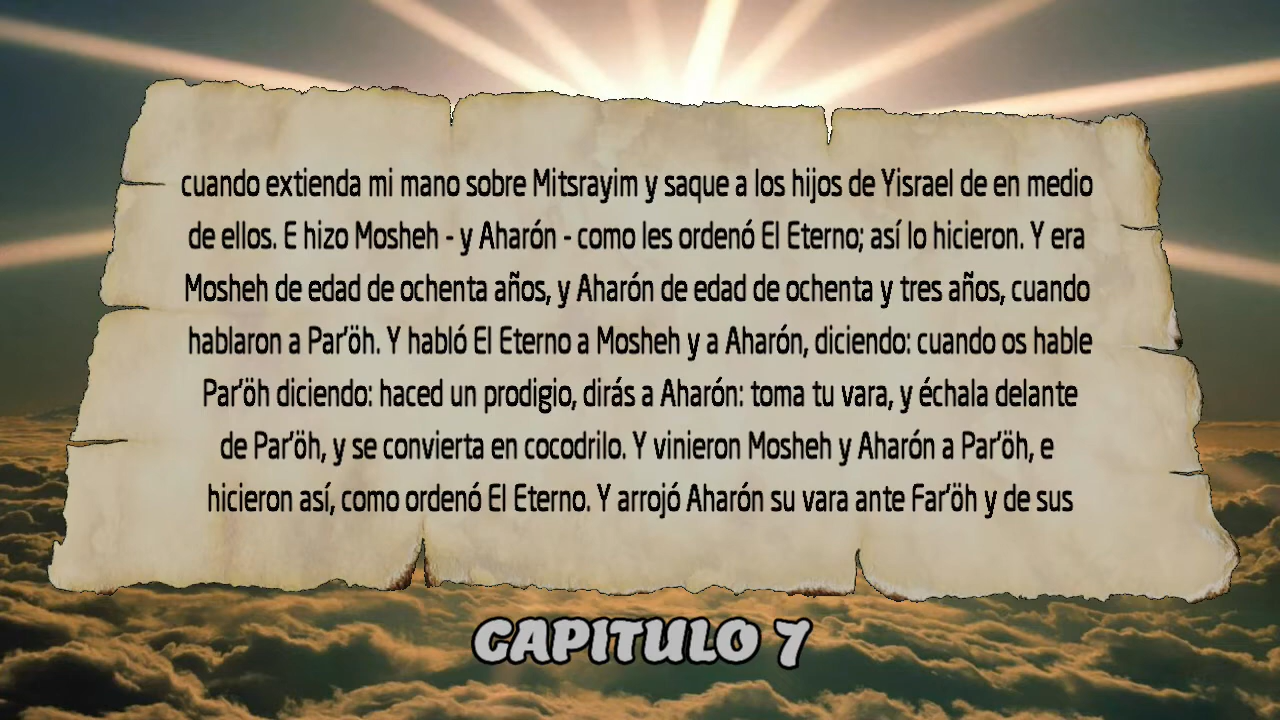 cuando extienda mi mano sobre Mitsrayim y saque a los hijos de Yisrael de en medio
de ellos. E hizo Mosheh - y Aharón - como les ordenó El Eterno; así lo hicieron. Y era
Mosheh de edad de ochenta años, y Aharón de edad de ochenta y tres años, cuando
hablaron a Par’öh. Y habló El Eterno a Mosheh y a Aharón, diciendo: cuando os hable
Par’öh diciendo: haced un prodigio, dirás a Aharón: toma tu vara, y échala delante
de Par’öh, y se convierta en cocodrilo. Y vinieron Mosheh y Aharón a Par’öh, e
hicieron así, como ordenó El Eterno. Y arrojó Aharón su vara ante Far’öh y de sus
CAPITULO 7